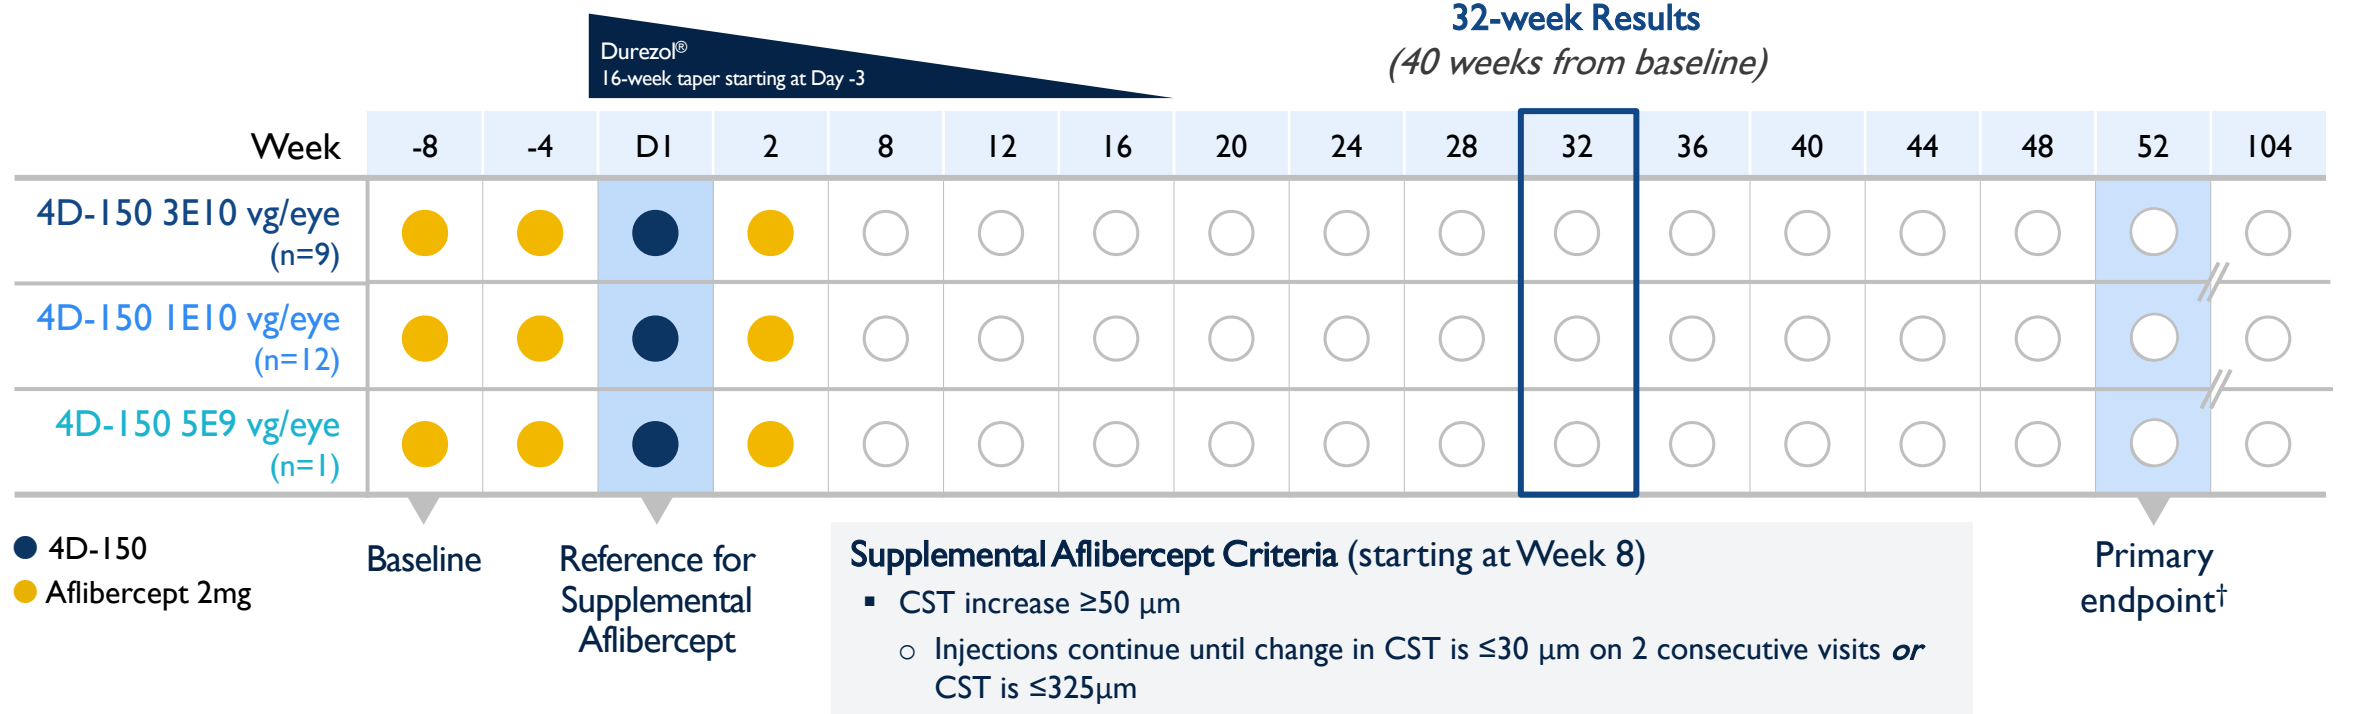 32-week Results
(40 weeks from baseline)
Durezol®
16-week taper starting at Day -3
Week -8 -4 D1 2 8 12 16 20 24 28 32 36 40 44 48 52 104
4D-150 3E10 vg/eye
(n=9)
4D-150 1E10 vg/eye
(n=12)
4D-150 5E9 vg/eye
(n=1)
4D-150
Aflibercept 2mg
Baseline
Reference for
Supplemental
Aflibercept
Supplemental Aflibercept Criteria (starting at Week 8)
▪ CST increase ≥50 µm
o Injections continue until change in CST is ≤30 µm on 2 consecutive visits or
CST is ≤325µm
Primary
endpoint†